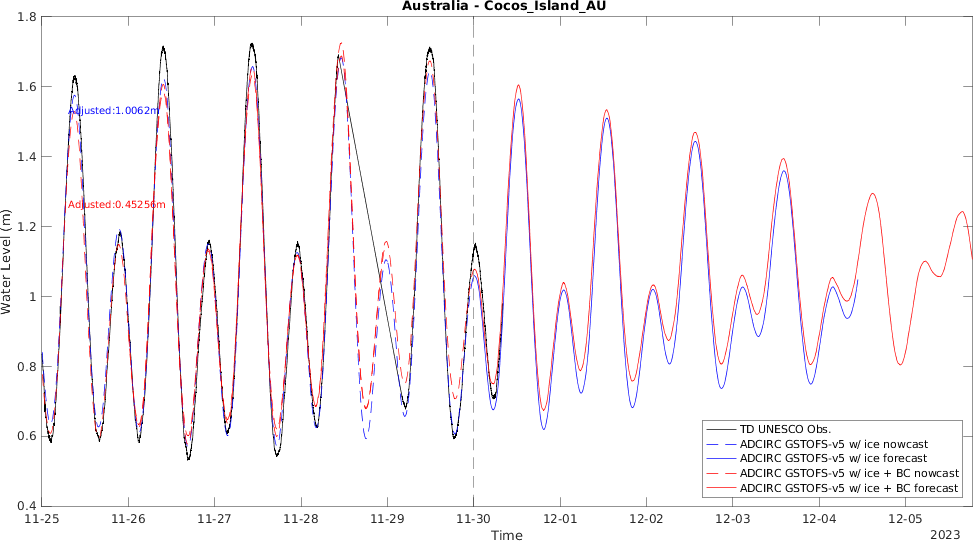 Australia - Cocos_Island_AU
1.8
1.6
1.4
1.2
1
0.8
0.6
0.4
Water Level (m)
Adjusted:1.0062m
Adjusted:0.45256m
TD UNESCO Obs.
ADCIRC GSTOFS-v5 w/ ice nowcast
ADCIRC GSTOFS-v5 w/ ice forecast
ADCIRC GSTOFS-v5 w/ ice + BC nowcast
ADCIRC GSTOFS-v5 w/ ice + BC forecast
11-25 11-26 11-27 11-28 11-29 11-30 12-01 12-02 12-03 12-04 12-05
Time
2023